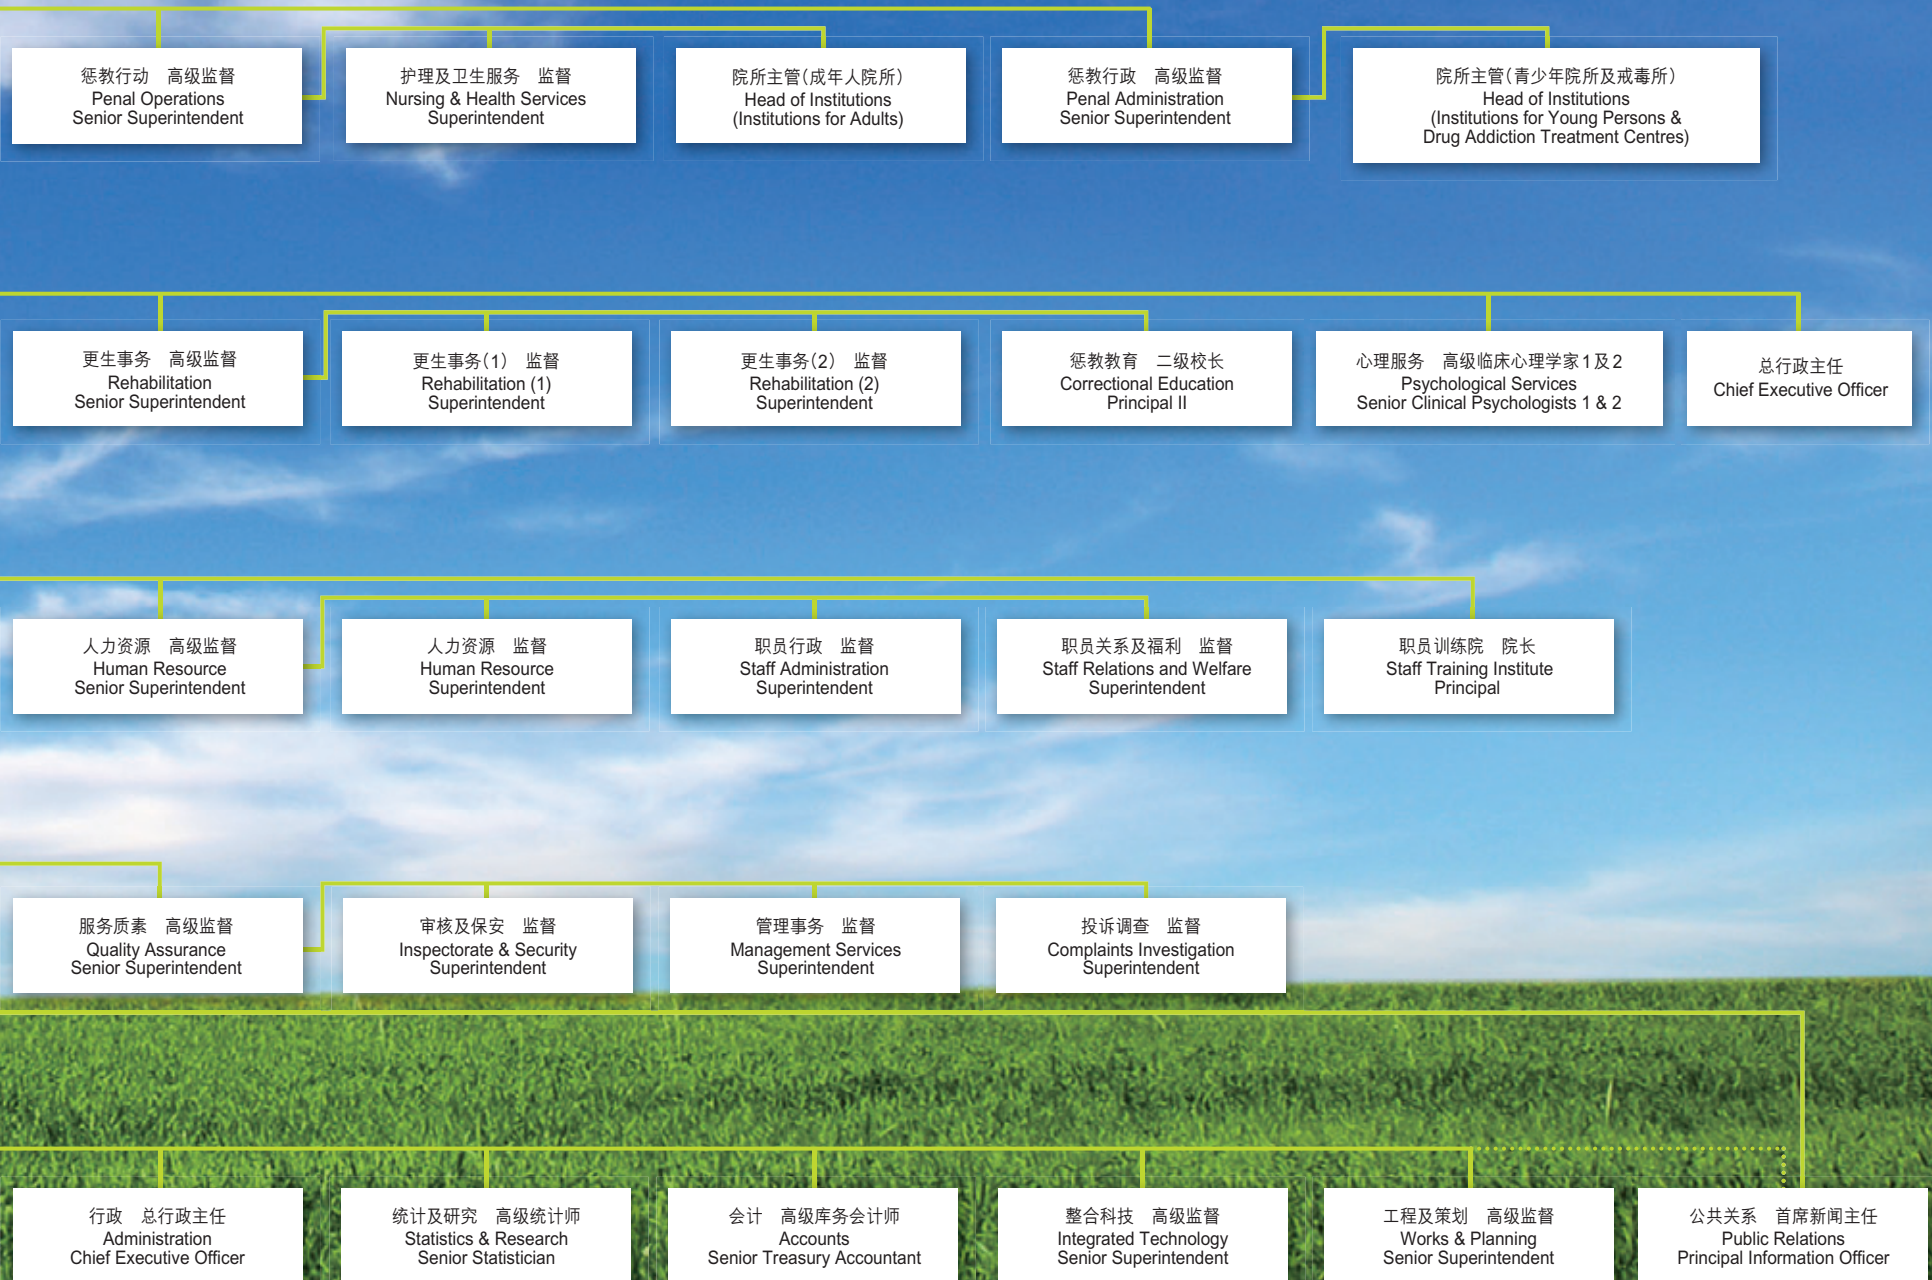 惩教行动　高级监督
Penal Operations
Senior Superintendent
护理及卫生服务　监督
Nursing & Health Services
Superintendent
院所主管（成年人院所）
Head of Institutions
(Institutions for Adults)
惩教行政　高级监督
Penal Administration
Senior Superintendent
院所主管（青少年院所及戒毒所）
Head of Institutions
(Institutions for Young Persons &
Drug Addiction Treatment Centres)
更生事务　高级监督
Rehabilitation
Senior Superintendent
更生事务（1）　监督
Rehabilitation (1)
Superintendent
更生事务（2）　监督
Rehabilitation (2)
Superintendent
惩教教育　二级校长
Correctional Education
Principal II
心理服务　高级临床心理学家1及2
Psychological Services
Senior Clinical Psychologists 1 & 2
总行政主任
Chief Executive Officer
人力资源　高级监督
Human Resource
Senior Superintendent
人力资源　监督
Human Resource
Superintendent
职员行政　监督
Staff Administration
Superintendent
职员关系及福利　监督
Staff Relations and Welfare
Superintendent
职员训练院　院长
Staff Training Institute
Principal
服务质素　高级监督
Quality Assurance
Senior Superintendent
审核及保安　监督
Inspectorate & Security
Superintendent
管理事务　监督
Management Services
Superintendent
投诉调查　监督
Complaints Investigation
Superintendent
行政　总行政主任
Administration
Chief Executive Officer
统计及研究　高级统计师
Statistics & Research
Senior Statistician
会计　高级库务会计师
Accounts
Senior Treasury Accountant
整合科技　高级监督
Integrated Technology
Senior Superintendent
工程及策划　高级监督
Works & Planning
Senior Superintendent
公共关系　首席新闻主任
Public Relations
Principal Information Officer